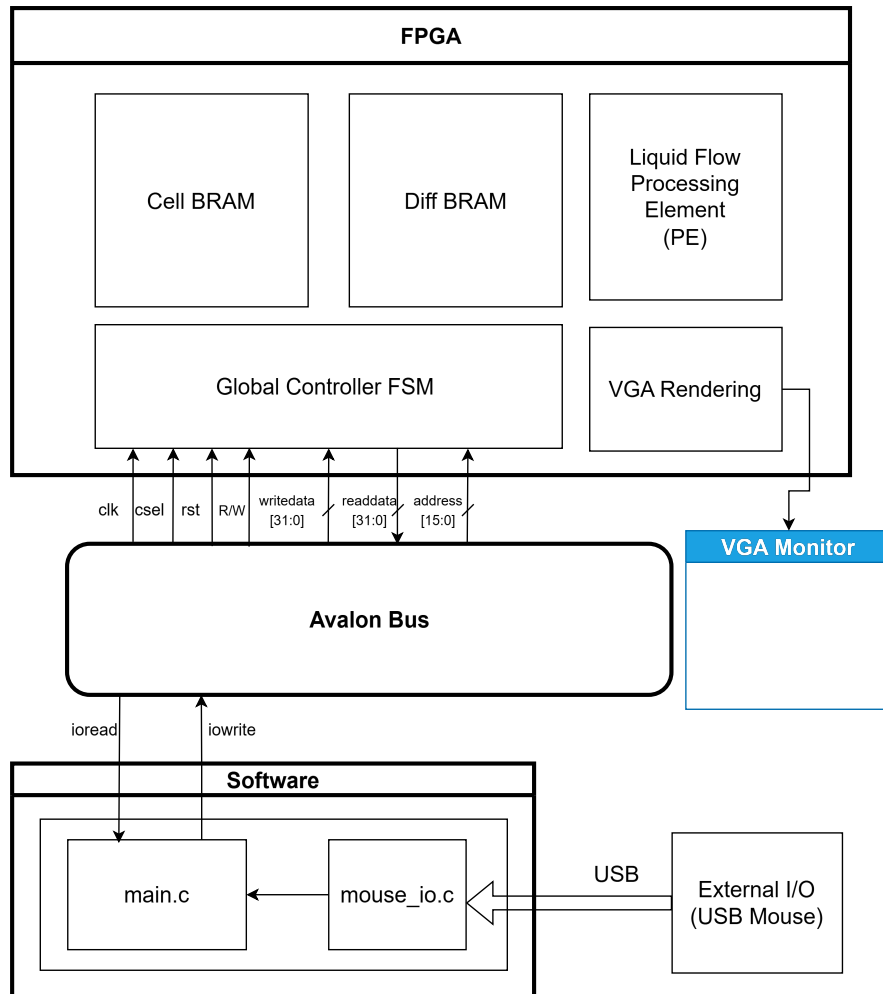 FPGA
Cell BRAM
Diff BRAM
Liquid Flow
Processing
Element
(PE)
Global Controller FSM
VGA Rendering
clk
csel
rst
R/W
writedata
[31:0]
readdata
[31:0]
address
[15:0]
VGA Monitor
Avalon Bus
ioread
iowrite
Software
main.c
mouse_io.c
USB
External I/O
(USB Mouse)